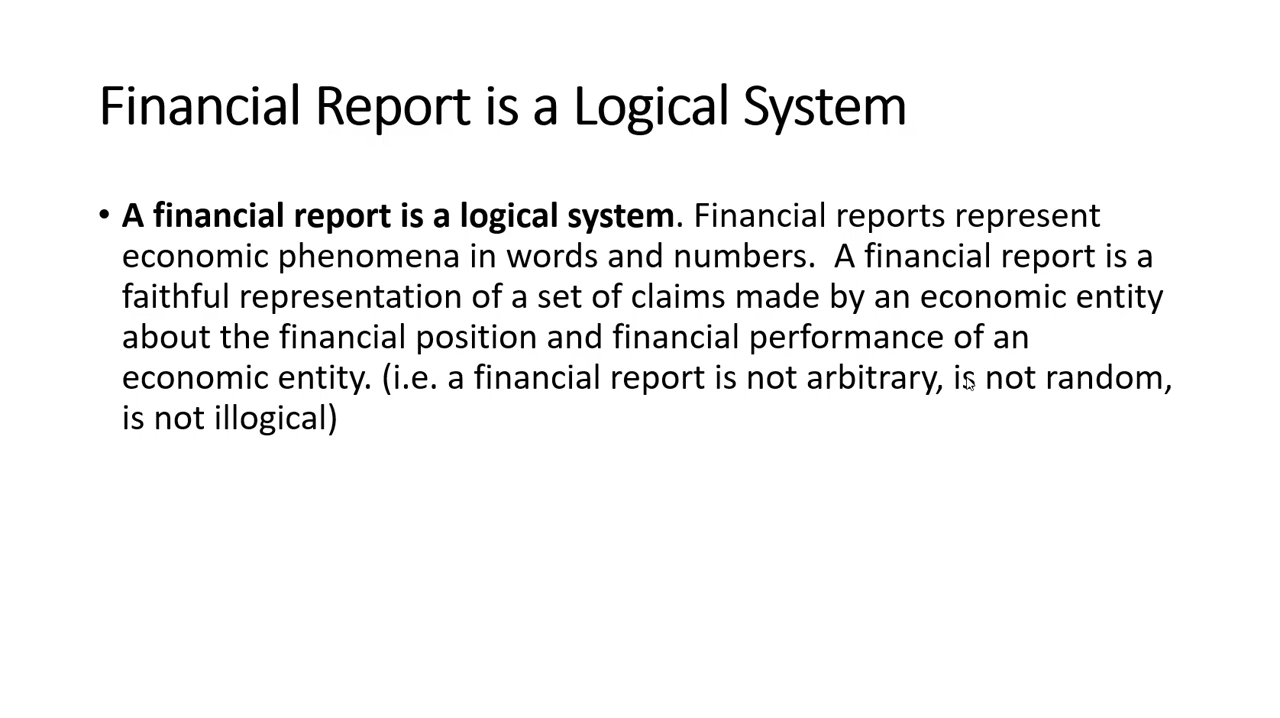 Financial Report is a Logical System
• A financial report is a logical system. Financial reports represent
economic phenomena in words and numbers.  A financial report is a
faithful representation of a set of claims made by an economic entity
about the financial position and financial performance of an
economic entity. (i.e. a financial report is not arbitrary, is not random,
is not illogical)